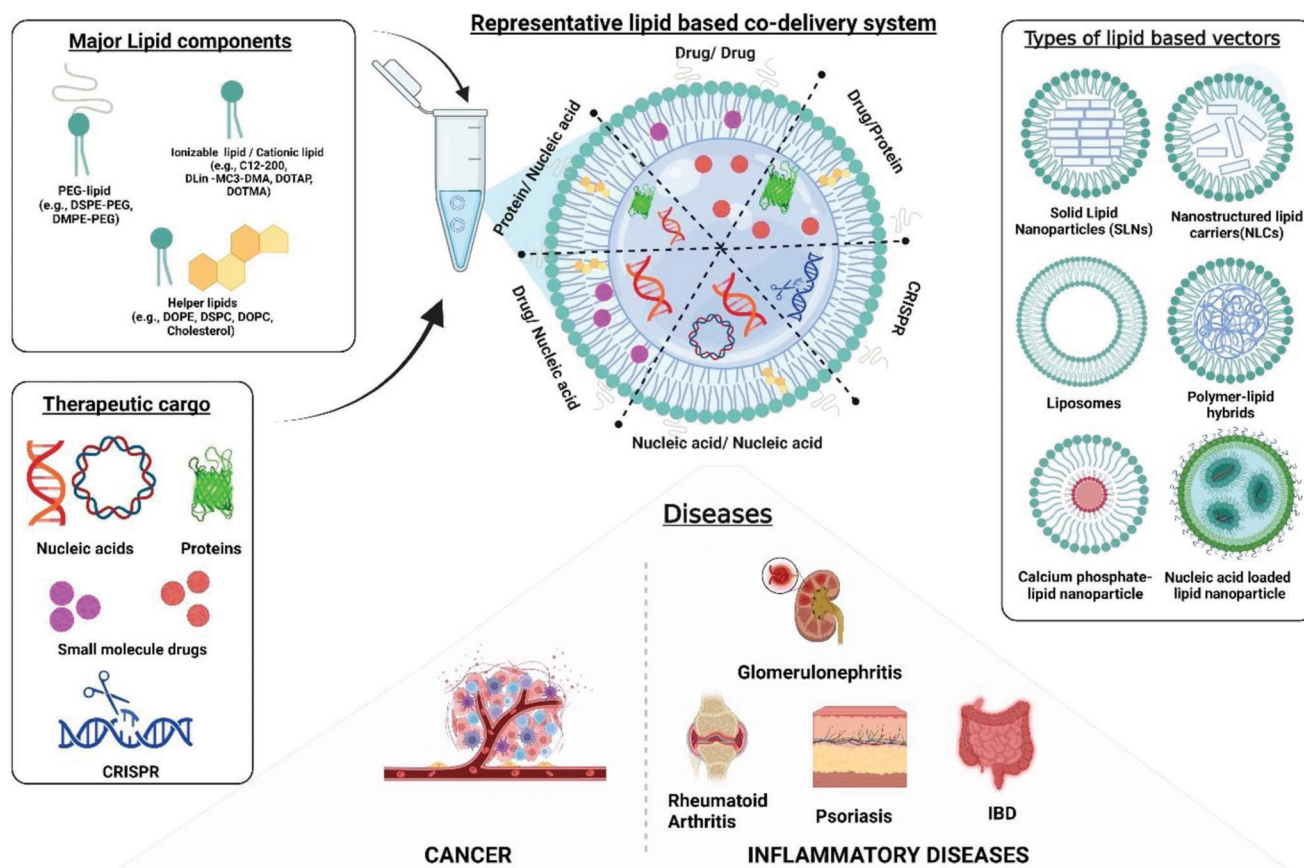 Major Lipid components
PEG-lipid
(e.g., DSPE-PEG,
DMPE-PEG)
Ionizable lipid / Cationic lipid
(e.g., C12-200,
DLin -MC3-DMA, DOTAP,
DOTMA)
Helper lipids
(e.g., DOPE, DSPC, DOPC,
Cholesterol)
Therapeutic cargo
Nucleic acids
Proteins
Small molecule drugs
CRISPR
Representative lipid based co-delivery system
Drug/ Drug
Drug/Protein
CRISPR
Nucleic acid/ Nucleic acid
Drug/ Nucleic acid
Protein/ Nucleic acid
Types of lipid based vectors
Solid Lipid
Nanoparticles (SLNs)
Nanostructured lipid
carriers(NLCs)
Liposomes
Polymer-lipid
hybrids
Calcium phosphate-
lipid nanoparticle
Nucleic acid loaded
lipid nanoparticle
Diseases
Glomerulonephritis
Rheumatoid
Arthritis
Psoriasis
IBD
CANCER
INFLAMMATORY DISEASES